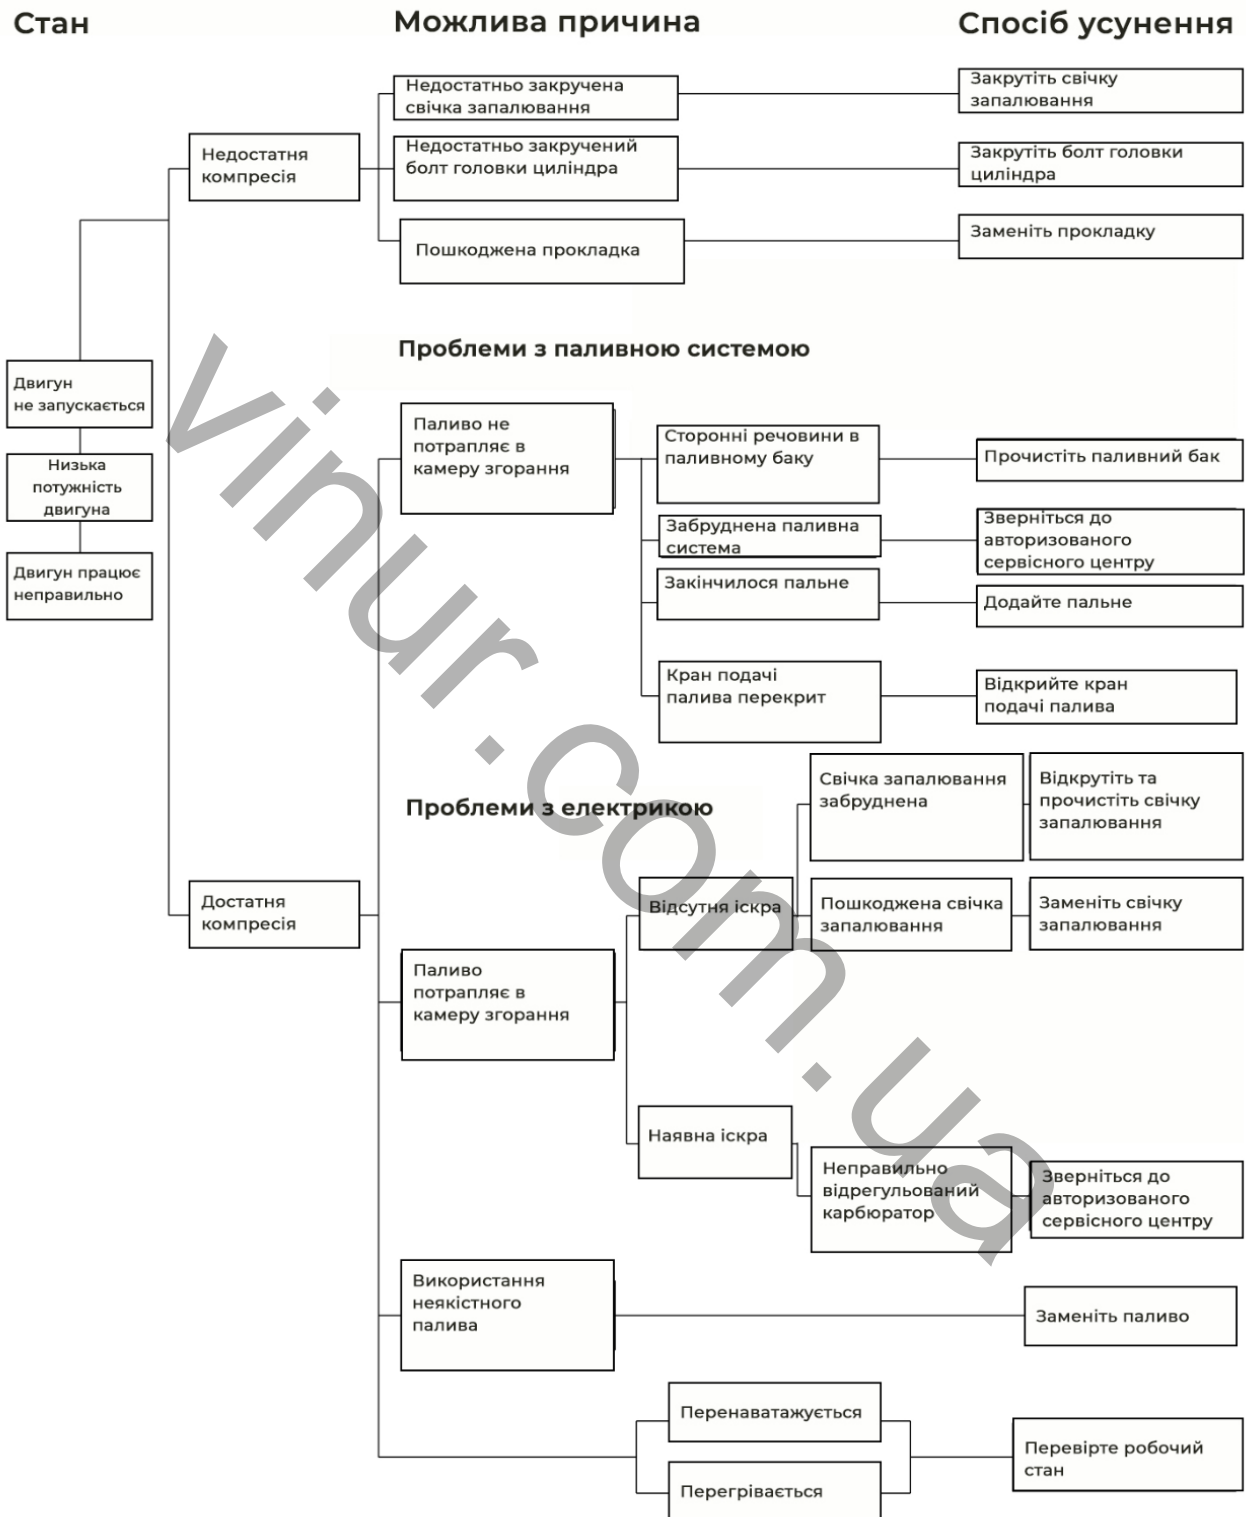 Стан
Можлива причина
Спосіб усунення
Недостатньо закручена
свічка запалювання
Закрутіть свічку
запалювання
Недостатня
компресія
Недостатньо закручений
болт головки циліндра
Закрутіть болт головки
циліндра
Пошкоджена прокладка
Заменіть прокладку
Проблеми з паливною системою
Двигун
не запускається
Низька
потужність
двигуна
Двигун працює
неправильно
Паливо не
потрапляє в
камеру згорання
Сторонні речовини в
паливному баку
Прочистіть паливний бак
Забруднена паливна
система
Зверніться до
авторизованого
сервісного центру
Закінчилося пальне
Додайте пальне
Кран подачі
палива перекрит
Відкрийте кран
подачі палива
Проблеми з електрикою
Свічка запалювання
забруднена
Відкрутіть та
прочистіть свічку
запалювання
Достатня
компресія
Відсутня іскра
Пошкоджена свічка
запалювання
Заменіть свічку
запалювання
Паливо
потрапляє в
камеру згорання
Наявна іскра
Неправильно
відрегульований
карбюратор
Зверніться до
авторизованого
сервісного центру
Використання
неякістного
палива
Заменіть паливо
Перенаватажується
Перегрівається
Перевірте робочий
стан
vinur.com.ua